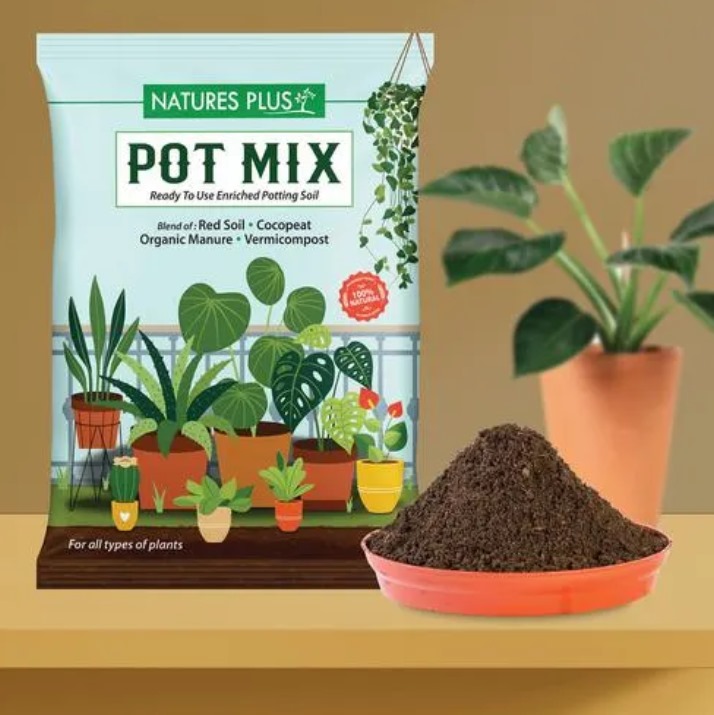 NATURES PLUS
POT MIX
Ready To Use Enriched Potting Soil
Blend of : Red Soil • Cocopeat
Organic Manure • Vermicompost
100%
NATURAL
For all types of plants